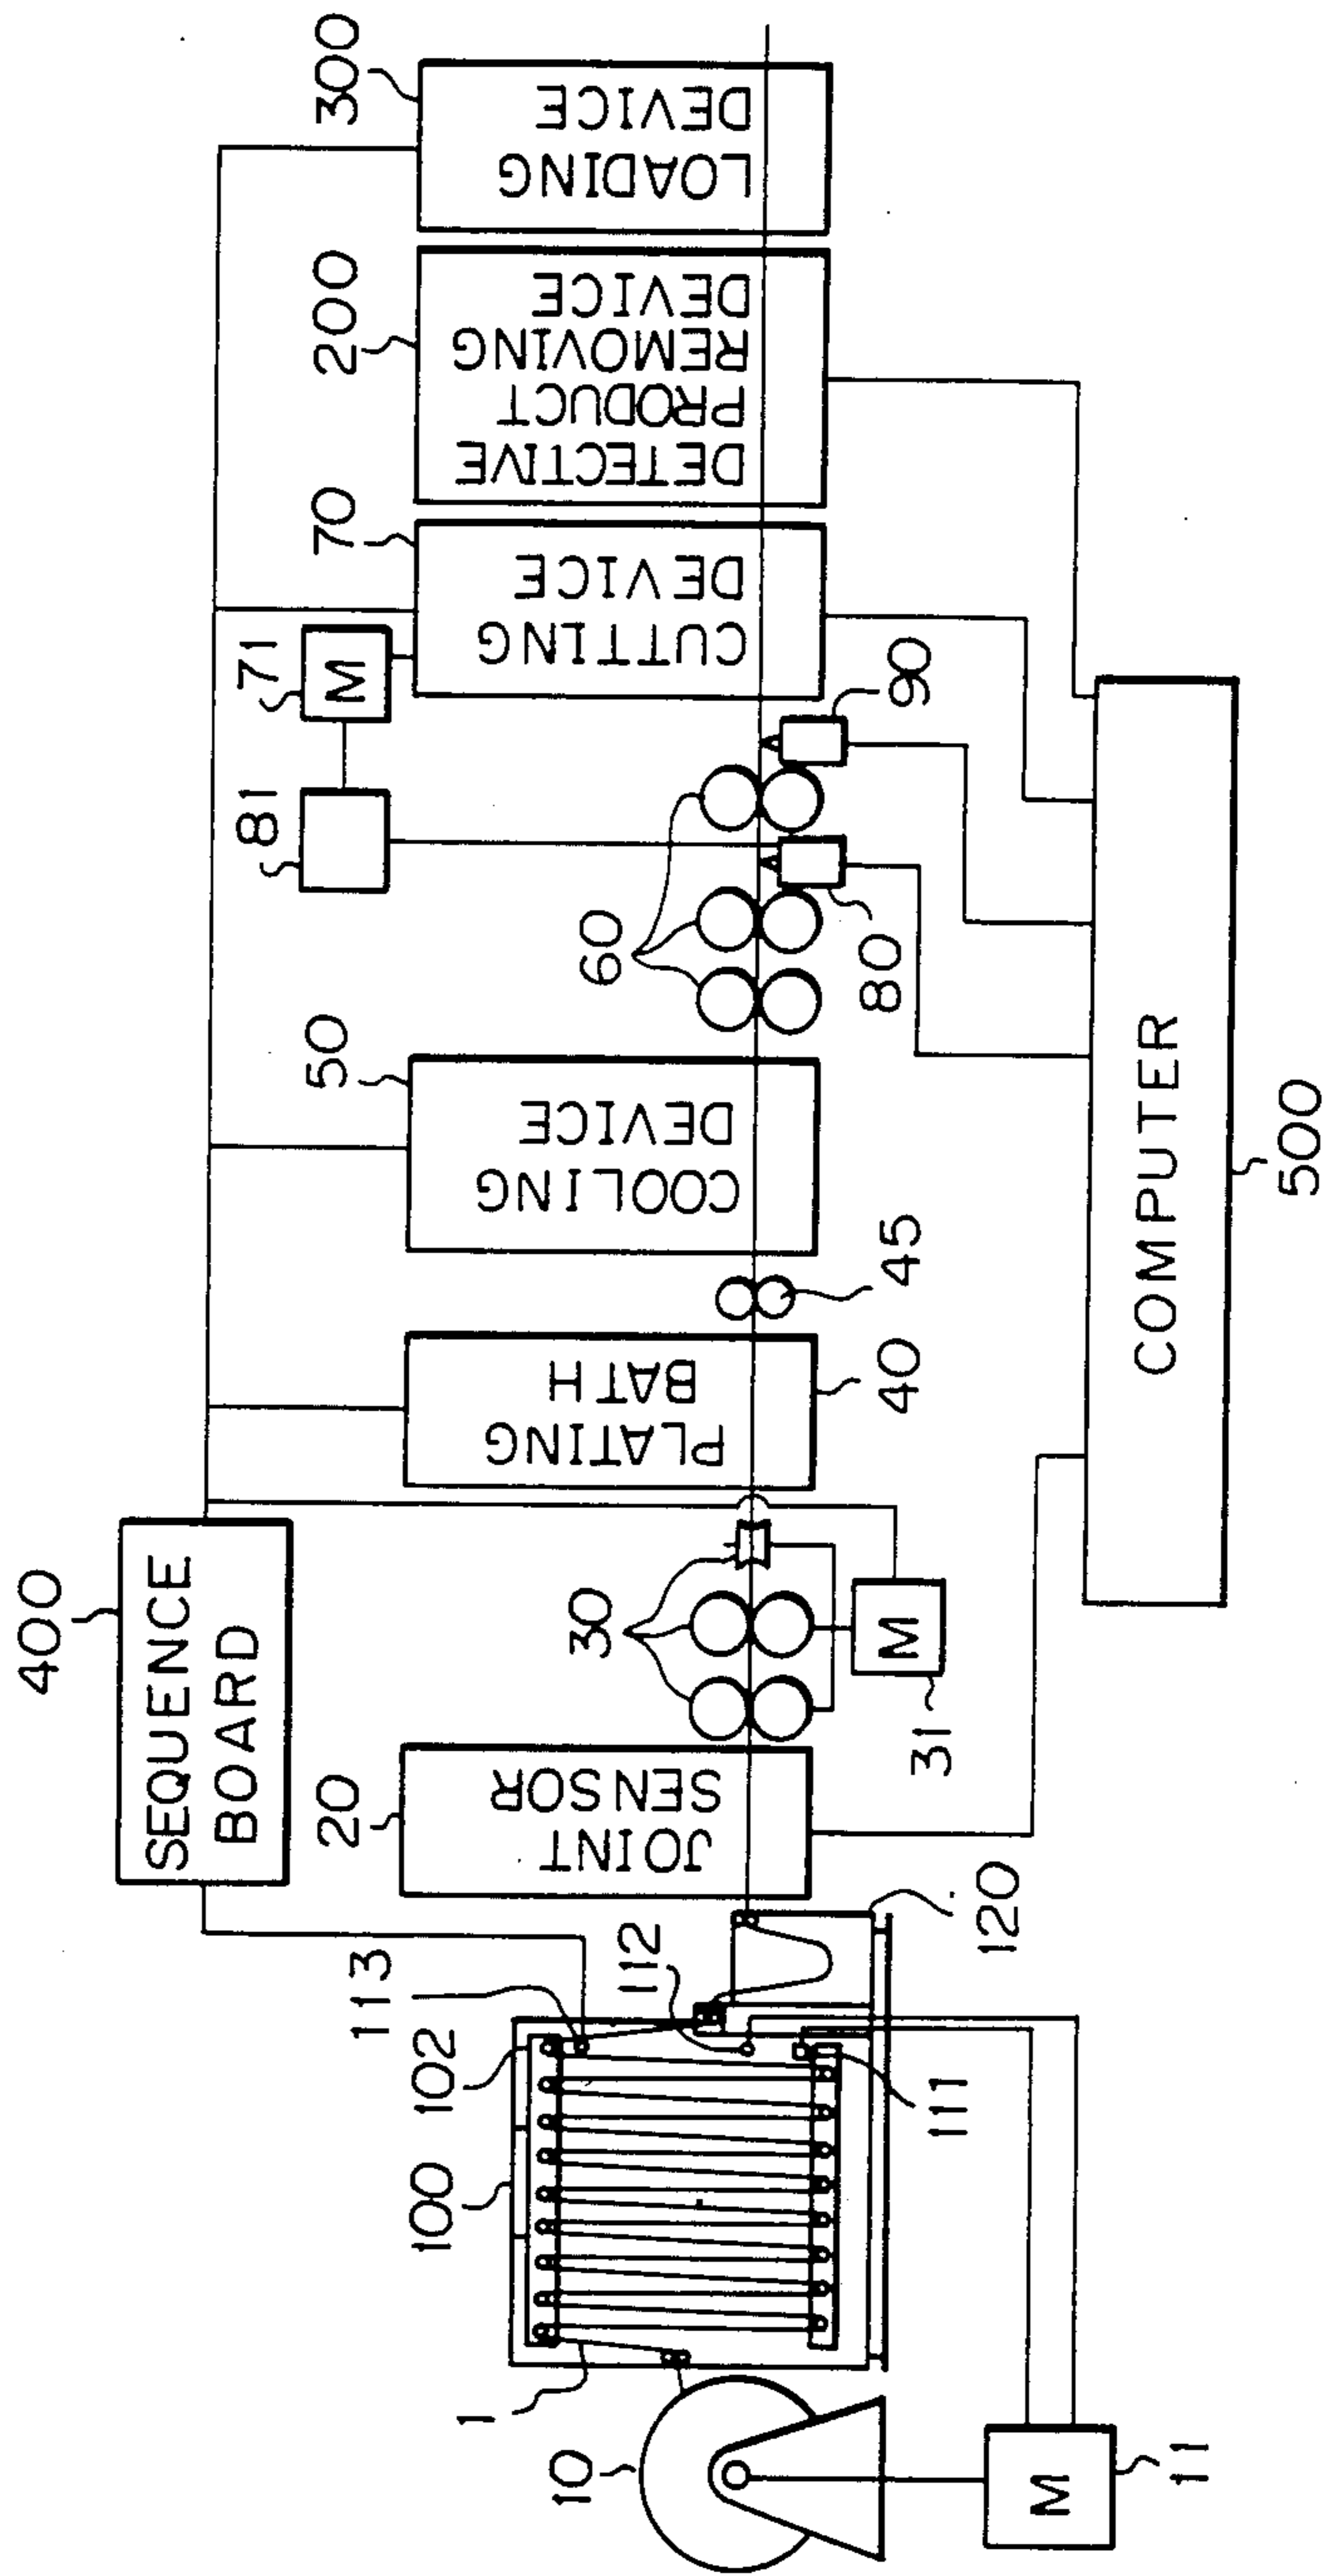 400
SEQUENCE
BOARD
300
LOADING
DEVICE
200
DETECTIVE
PRODUCT
REMOVING
DEVICE
70
CUTTING
DEVICE
71
M
81
90
60
80
50
COOLING
DEVICE
45
40
PLATING
BATH
30
M
31
20
JOINT
SENSOR
113
112
120
102
100
111
1
10
M
11
COMPUTER
500